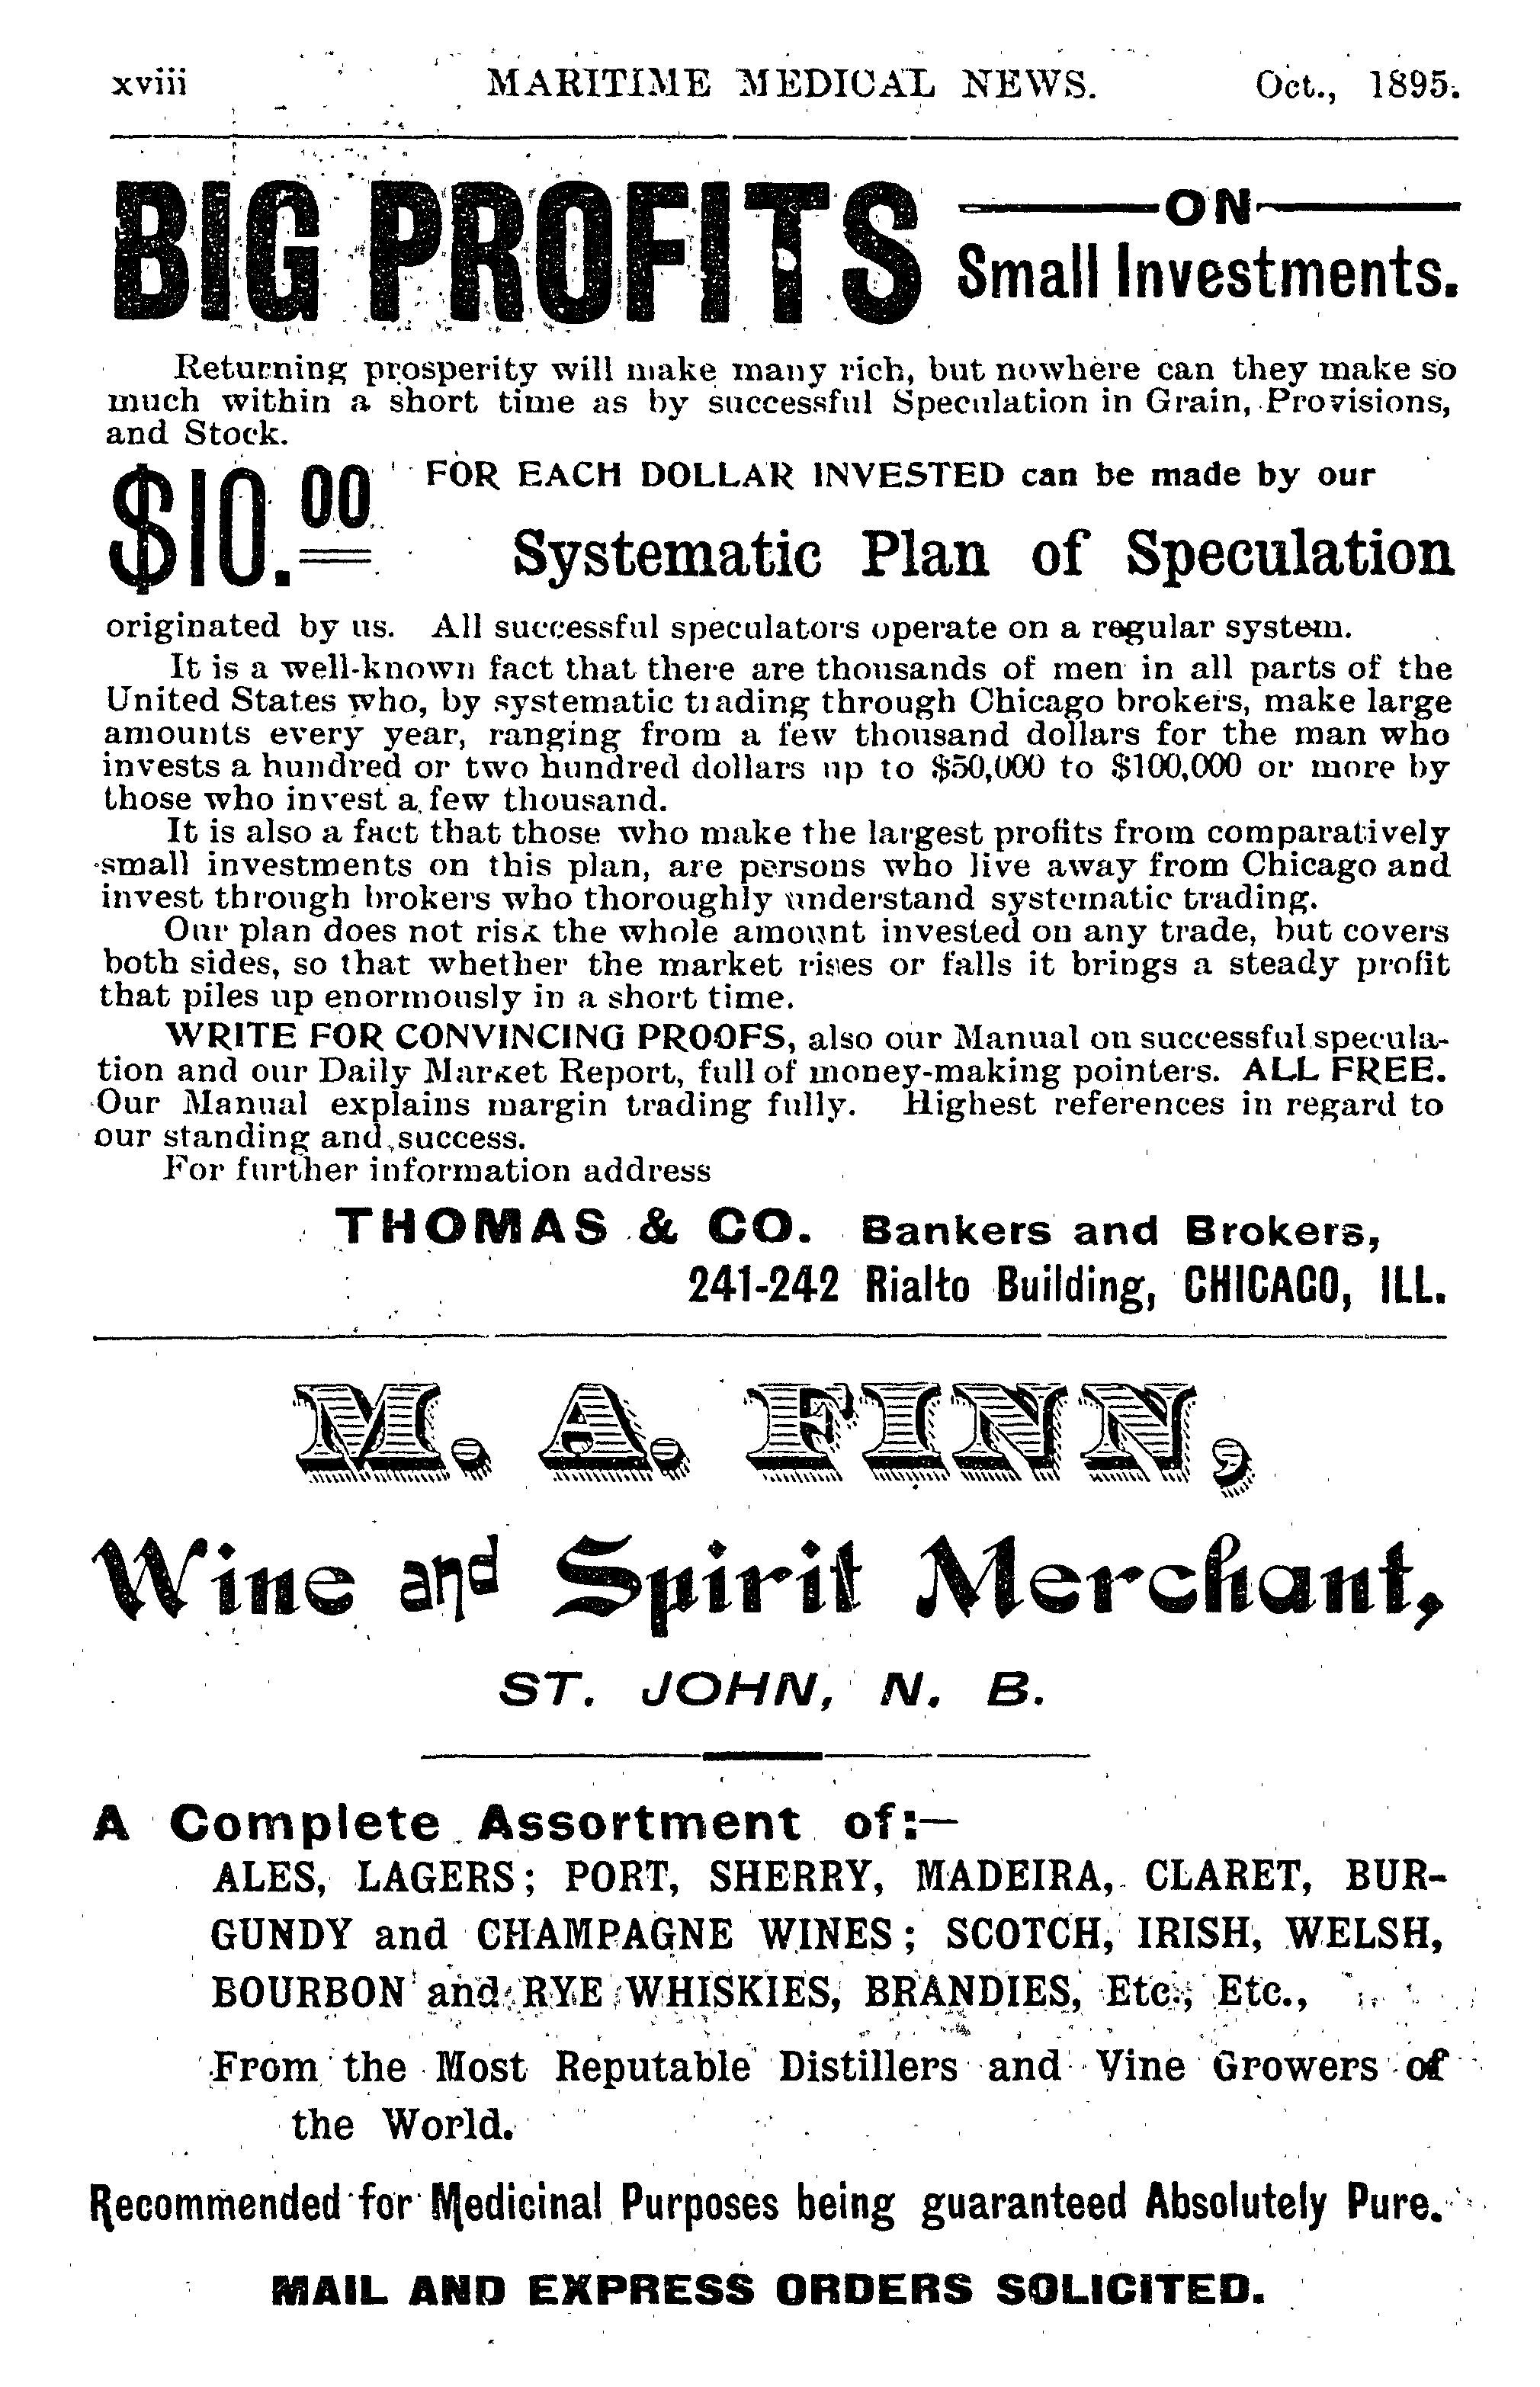 xviii MARITIME MEDICAL NEWS. Oct., 1895.
BIG PROFITS ON
Small Investments.
Returning prosperity will make many rich, but nowhere can they make so
much within a short time as by successful Speculation in Grain, Provisions,
and Stock.
$10.00 FOR EACH DOLLAR INVESTED can be made by our
Systematic Plan of Speculation
originated by us. All successful speculators operate on a regular system.
It is a well-known fact that there are thousands of men in all parts of the
United States who, by systematic trading through Chicago brokers, make large
amounts every year, ranging from a few thousand dollars for the man who
invests a hundred or two hundred dollars up to $50,000 to $100,000 or more by
those who invest a few thousand.
It is also a fact that those who make the largest profits from comparatively
small investments on this plan, are persons who live away from Chicago and
invest through brokers who thoroughly understand systematic trading.
Our plan does not risk the whole amount invested on any trade, but covers
both sides, so that whether the market rises or falls it brings a steady profit
that piles up enormously in a short time.
WRITE FOR CONVINCING PROOFS, also our Manual on successful specula-
tion and our Daily Market Report, full of money-making pointers. ALL FREE.
Our Manual explains margin trading fully. Highest references in regard to
our standing and success.
For further information address
THOMAS & CO. Bankers and Brokers,
241-242 Rialto Building, CHICAGO, ILL.
M. A. FINN,
Wine and Spirit Merchant,
ST. JOHN, N. B.
A Complete Assortment of:—
ALES, LAGERS; PORT, SHERRY, MADEIRA, CLARET, BUR-
GUNDY and CHAMPAGNE WINES; SCOTCH, IRISH, WELSH,
BOURBON and RYE WHISKIES, BRANDIES, Etc., Etc.,
From the Most Reputable Distillers and Vine Growers of
the World.
Recommended for Medicinal Purposes being guaranteed Absolutely Pure.
MAIL AND EXPRESS ORDERS SOLICITED.